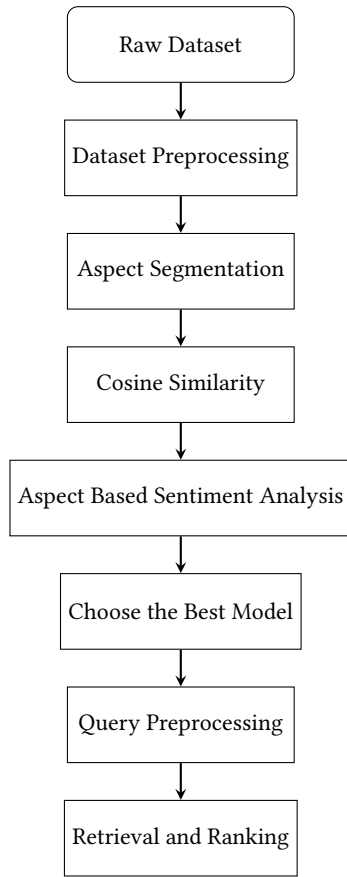 Raw Dataset
Dataset Preprocessing
Aspect Segmentation
Cosine Similarity
Aspect Based Sentiment Analysis
Choose the Best Model
Query Preprocessing
Retrieval and Ranking